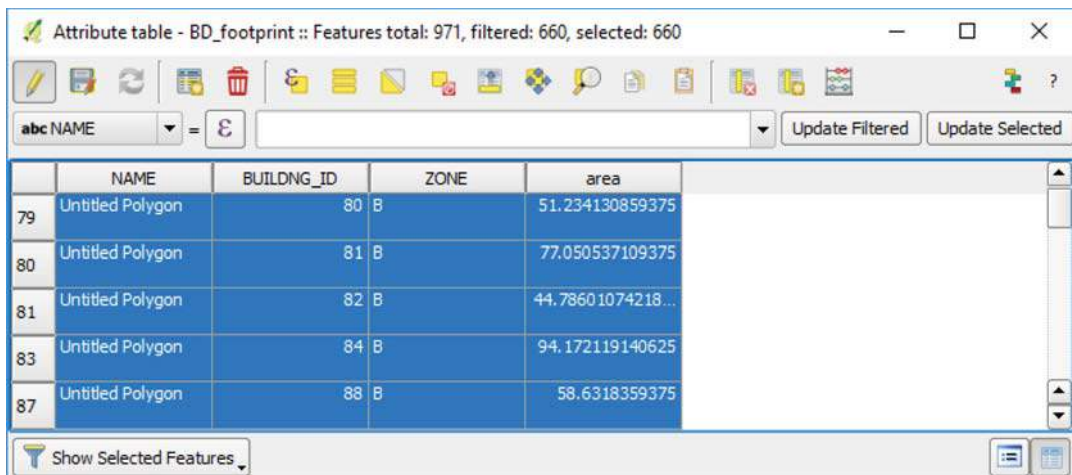 Attribute table - BD_footprint :: Features total: 971, filtered: 660, selected: 660
ε ?
abc NAME = ε Update Filtered Update Selected
NAME BUILDNG_ID ZONE area
79 Untitled Polygon 80 B 51.234130859375
80 Untitled Polygon 81 B 77.050537109375
81 Untitled Polygon 82 B 44.78601074218...
83 Untitled Polygon 84 B 94.172119140625
87 Untitled Polygon 88 B 58.6318359375
Show Selected Features